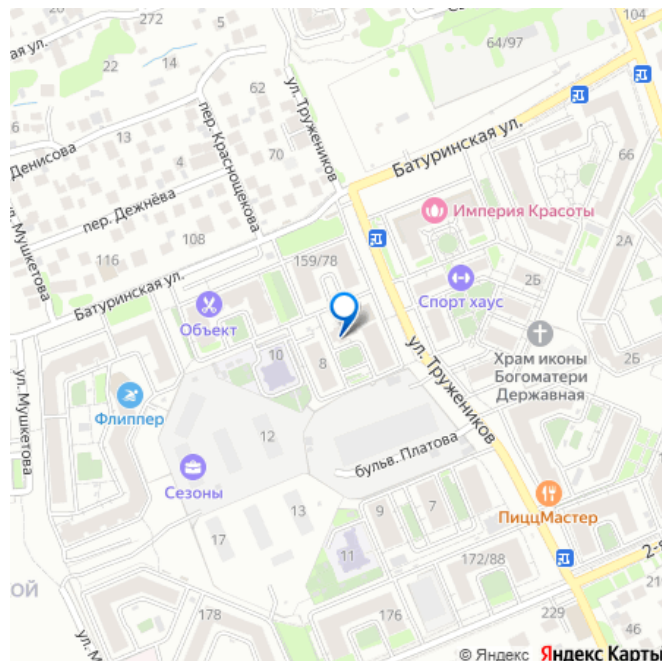 272
104
22
14
64/97
ул. Тружеников
62
13
пер. Краснощекова
Батуринская ул.
Денисова
4
70
66
пер. Дежнёва
Империя Красоты
ул. Мушкетова
108
2А
116
159/78
2Б
Батуринская ул.
Спорт хаус
Объект
Храм иконы
Богоматери
Державная
10
8
2Б
ул. Тружеников
ул. Мушкетова
Флиппер
12
бульв. Платова
Сезоны
ПиццМастер
13
9
7
17
11
172/88
2-я
ОЙ
178
176
229
46
ул. М
© Яндекс Яндекс Карты